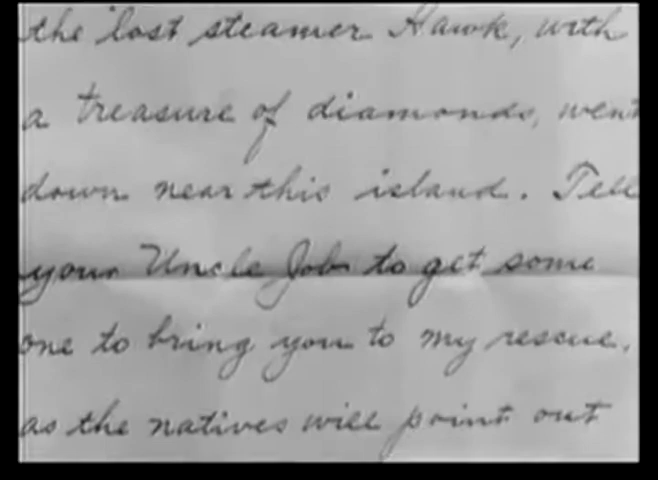 the lost steamer Hawk, with
a treasure of diamonds, went
down near this island. Tell
your Uncle Job to get some
one to bring you to my rescue,
as the natives will point out